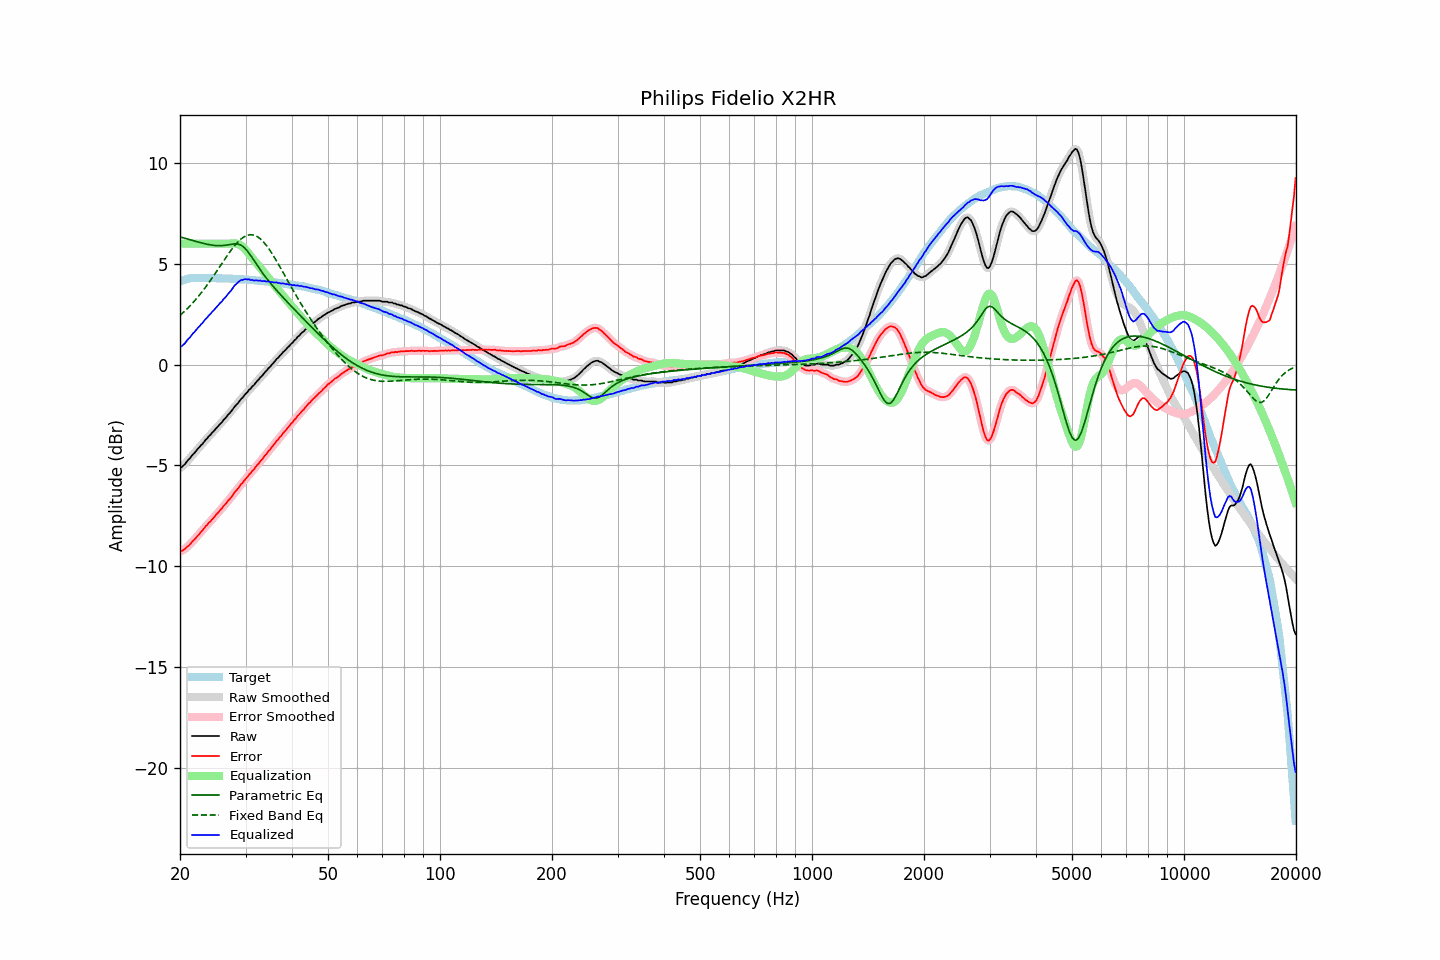 Philips Fidelio X2HR
Amplitude (dBr)
10
5
0
−5
−10
−15
−20
Target
Raw Smoothed
Error Smoothed
Raw
Error
Equalization
Parametric Eq
Fixed Band Eq
Equalized
20 50 100 200 500 1000 2000 5000 10000 20000
Frequency (Hz)